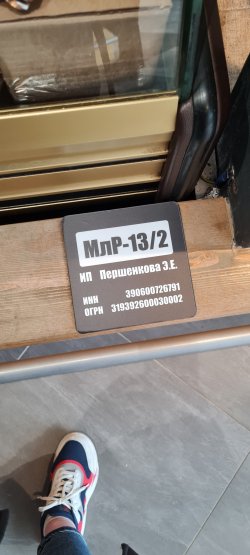 МлР-13/2
ИП Першенкова Э.Е.
ИНН 390600726791
ОГРН 319392600030002